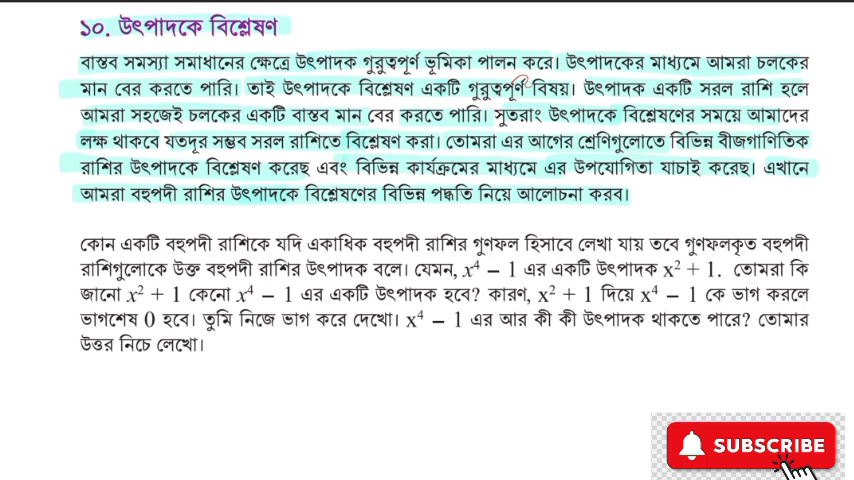 ১০. উৎপাদকে বিশ্লেষণ
বাস্তব সমস্যা সমাধানের ক্ষেত্রে উৎপাদক গুরুত্বপূর্ণ ভূমিকা পালন করে। উৎপাদকের মাধ্যমে আমরা চলকের
মান বের করতে পারি। তাই উৎপাদকে বিশ্লেষণ একটি গুরুত্বপূর্ণ বিষয়। উৎপাদক একটি সরল রাশি হলে
আমরা সহজেই চলকের একটি বাস্তব মান বের করতে পারি। সুতরাং উৎপাদকে বিশ্লেষণের সময়ে আমাদের
লক্ষ থাকবে যতদূর সম্ভব সরল রাশিতে বিশ্লেষণ করা। তোমরা এর আগের শ্রেণিগুলোতে বিভিন্ন বীজগাণিতিক
রাশির উৎপাদকে বিশ্লেষণ করেছ এবং বিভিন্ন কার্যক্রমের মাধ্যমে এর উপযোগিতা যাচাই করেছ। এখানে
আমরা বহুপদী রাশির উৎপাদকে বিশ্লেষণের বিভিন্ন পদ্ধতি নিয়ে আলোচনা করব।
কোন একটি বহুপদী রাশিকে যদি একাধিক বহুপদী রাশির গুণফল হিসাবে লেখা যায় তবে গুণফলকৃত বহুপদী
রাশিগুলোকে উক্ত বহুপদী রাশির উৎপাদক বলে। যেমন, x⁴ − 1 এর একটি উৎপাদক x² + 1. তোমরা কি
জানো x² + 1 কেনো x⁴ − 1 এর একটি উৎপাদক হবে? কারণ, x² + 1 দিয়ে x⁴ − 1 কে ভাগ করলে
ভাগশেষ 0 হবে। তুমি নিজে ভাগ করে দেখো। x⁴ − 1 এর আর কী কী উৎপাদক থাকতে পারে? তোমার
উত্তর নিচে লেখো।
SUBSCRIBE